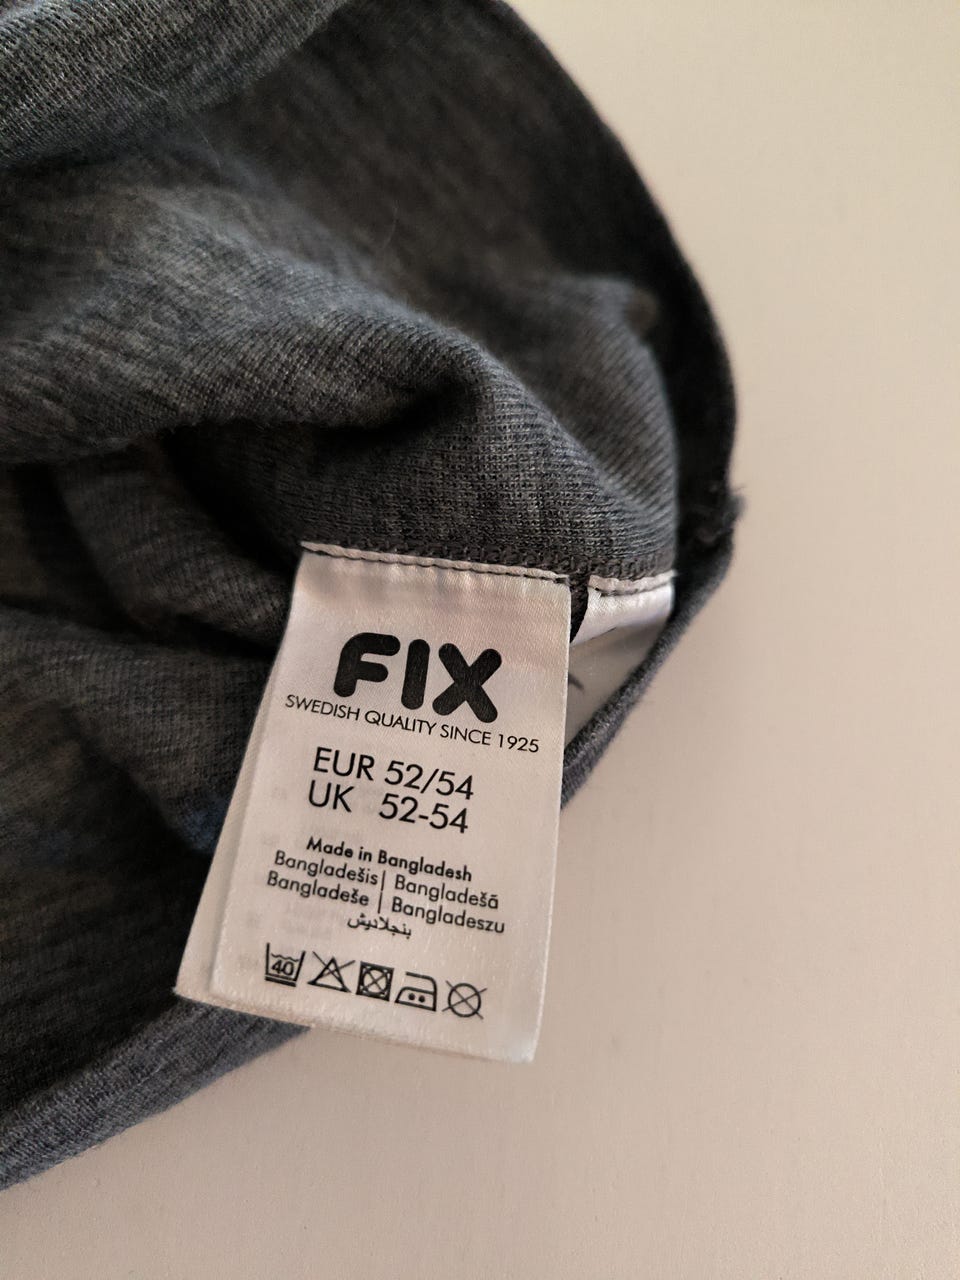 FIX
SWEDISH QUALITY SINCE 1925
EUR 52/54
UK 52-54
Made in Bangladesh
Bangladešis | Bangladešā
Bangladeše | Bangladeszu
بنجلاديش
40